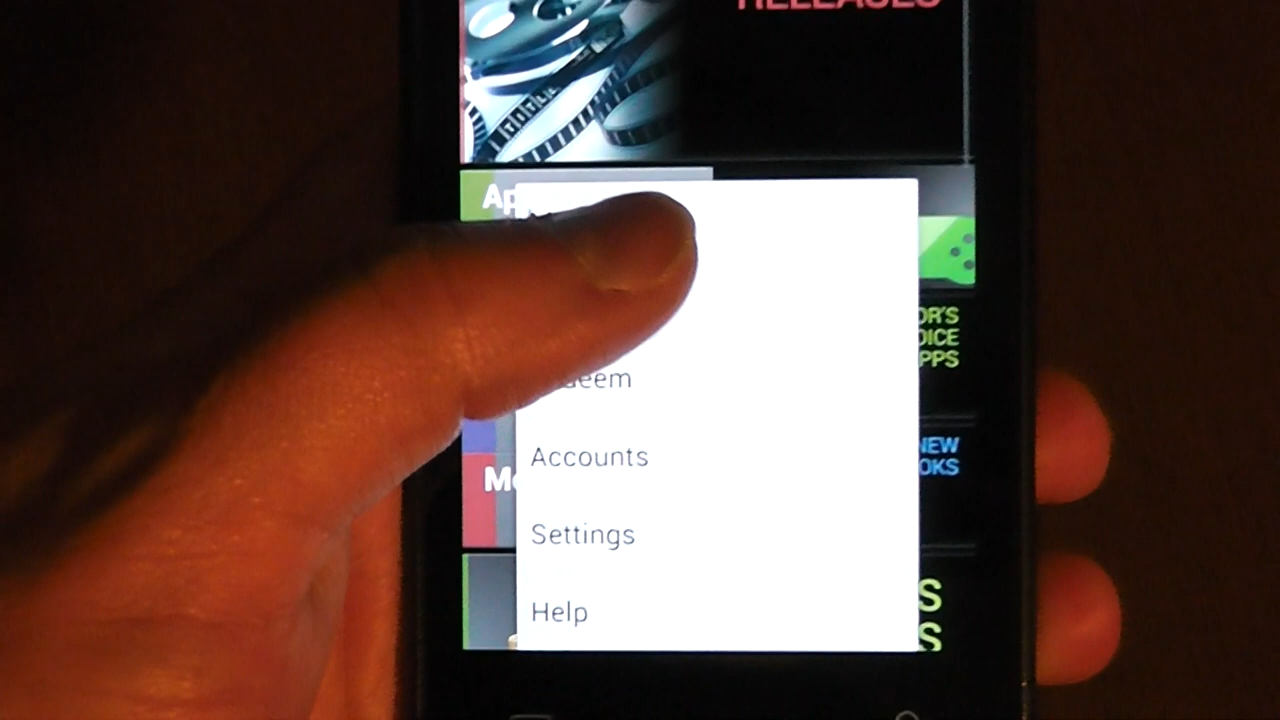 RELEASES
Ap
deem
Accounts
Settings
Help
OR'S
OICE
PPS
NEW
OKS
M
S
S